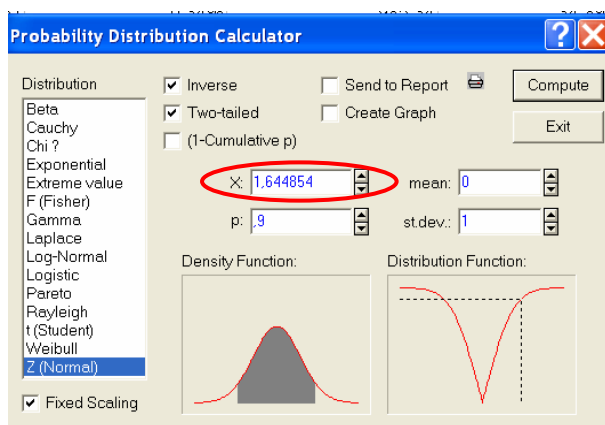 Probability Distribution Calculator
Distribution
Beta
Cauchy
Chi ?
Exponential
Extreme value
F (Fisher)
Gamma
Laplace
Log-Normal
Logistic
Pareto
Rayleigh
t (Student)
Weibull
Z (Normal)
Fixed Scaling
Inverse
Two-tailed
(1-Cumulative p)
Send to Report
Create Graph
Compute
Exit
X: 1,644854
mean: 0
p: ,9
st.dev.: 1
Density Function:
Distribution Function: